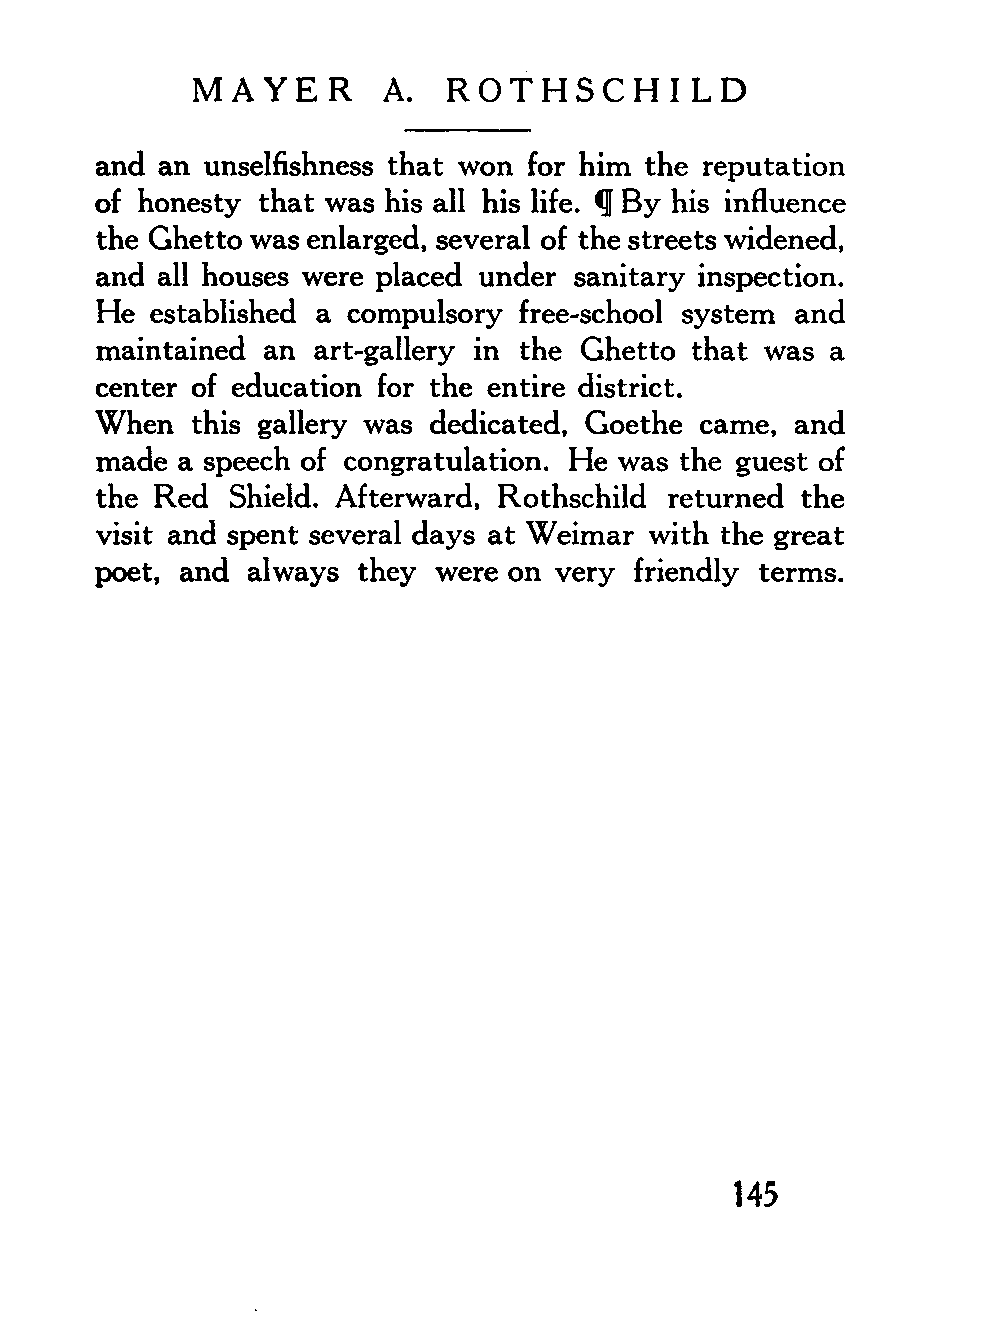 MAYER A. ROTHSCHILD
and an unselfishness that won for him the reputation
of honesty that was his all his life. ¶ By his influence
the Ghetto was enlarged, several of the streets widened,
and all houses were placed under sanitary inspection.
He established a compulsory free-school system and
maintained an art-gallery in the Ghetto that was a
center of education for the entire district.
When this gallery was dedicated, Goethe came, and
made a speech of congratulation. He was the guest of
the Red Shield. Afterward, Rothschild returned the
visit and spent several days at Weimar with the great
poet, and always they were on very friendly terms.
145